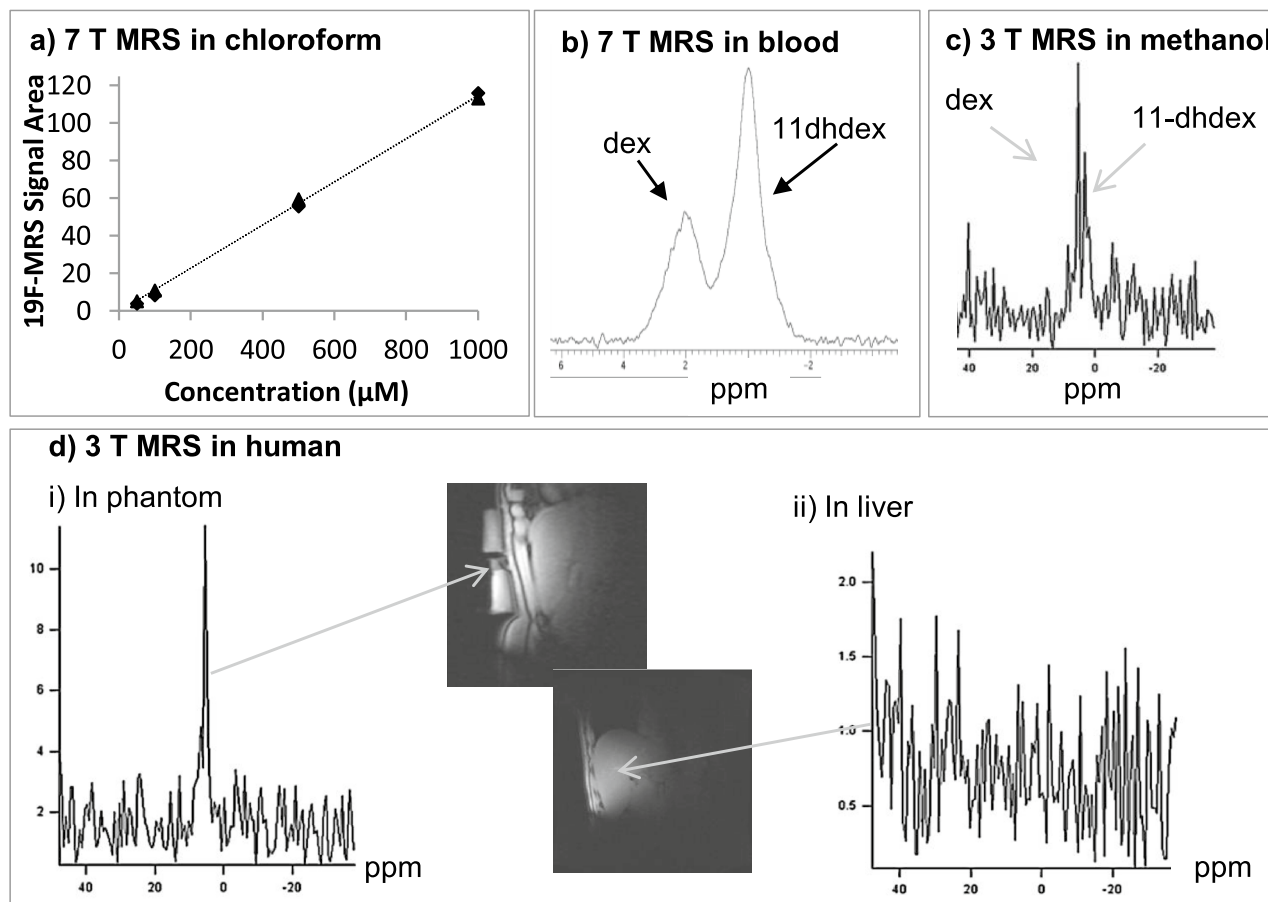 a) 7 T MRS in chloroform
19F-MRS Signal Area
120
100
80
60
40
20
0
0 200 400 600 800 1000
Concentration (µM)
b) 7 T MRS in blood
dex
11dhdex
6 4 2 -2
ppm
c) 3 T MRS in methanol
dex
11-dhdex
40 20 0 -20
ppm
d) 3 T MRS in human
i) In phantom
10
8
6
4
2
40 20 0 -20
ppm
ii) In liver
2.0
1.5
1.0
0.5
40 20 0 -20
ppm